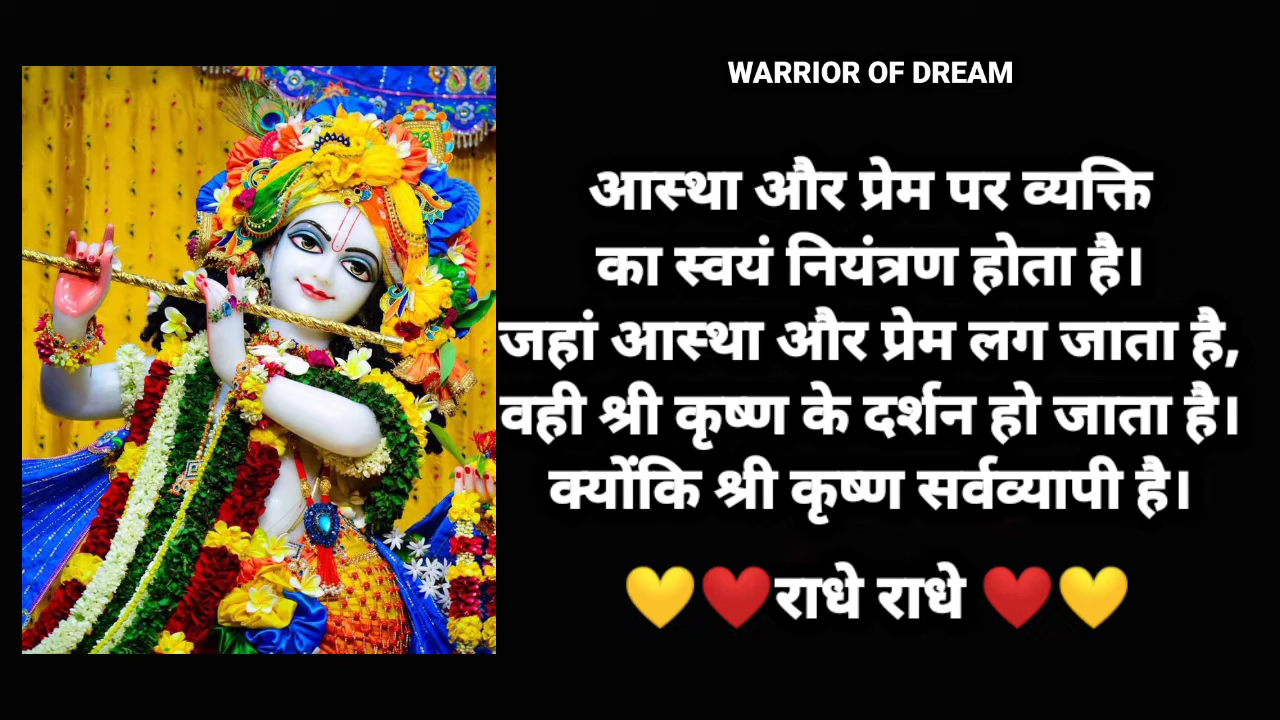 WARRIOR OF DREAM
आस्था और प्रेम पर व्यक्ति
का स्वयं नियंत्रण होता है।
जहां आस्था और प्रेम लग जाता है,
वही श्री कृष्ण के दर्शन हो जाता है।
क्योंकि श्री कृष्ण सर्वव्यापी है।
💛❤️राधे राधे ❤️💛